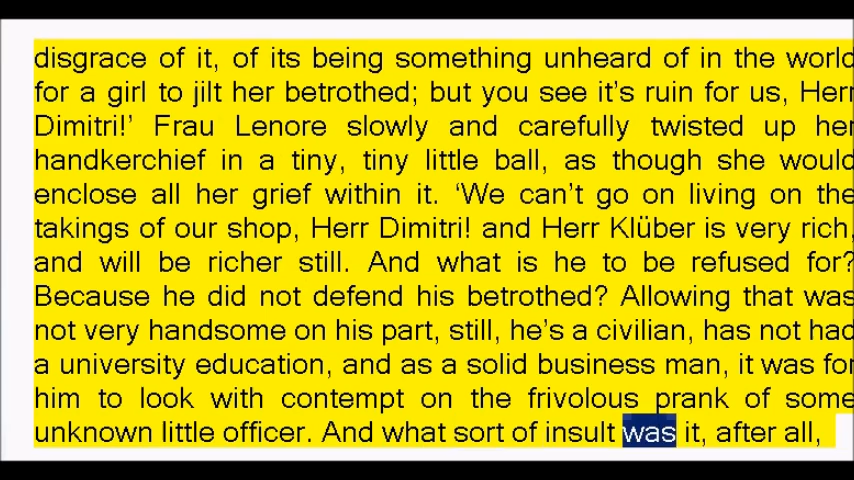 disgrace of it, of its being something unheard of in the world
for a girl to jilt her betrothed; but you see it’s ruin for us, Herr
Dimitri!’ Frau Lenore slowly and carefully twisted up her
handkerchief in a tiny, tiny little ball, as though she would
enclose all her grief within it. ‘We can’t go on living on the
takings of our shop, Herr Dimitri! and Herr Klüber is very rich,
and will be richer still. And what is he to be refused for?
Because he did not defend his betrothed? Allowing that was
not very handsome on his part, still, he’s a civilian, has not had
a university education, and as a solid business man, it was for
him to look with contempt on the frivolous prank of some
unknown little officer. And what sort of insult was it, after all,